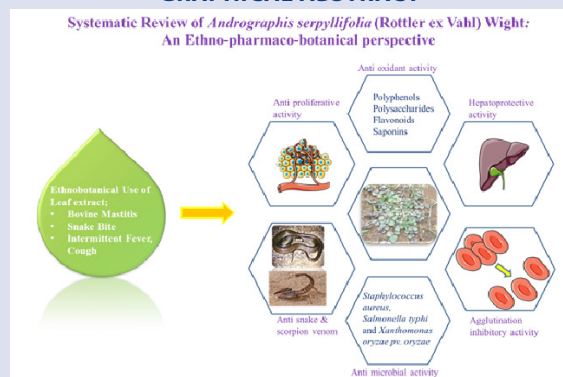 GRAPHICAL ABSTRACT
Systematic Review of Andrographis serpyllifolia (Rottler ex Vahl) Wight:
An Ethno-pharmaco-botanical perspective
Anti oxidant activity
Polyphenols
Polysaccharides
Flavonoids
Saponins
Anti proliferative
activity
Hepatoprotective
activity
Ethnobotanical Use of
Leaf extract;
• Bovine Mastitis
• Snake Bite
• Intermittent Fever,
Cough
Anti snake &
scorpion venom
Staphylococcus
aureus,
Salmonella typhi
and Xanthomonas
oryzae pv. oryzae
Anti microbial activity
Agglutination
inhibitory activity